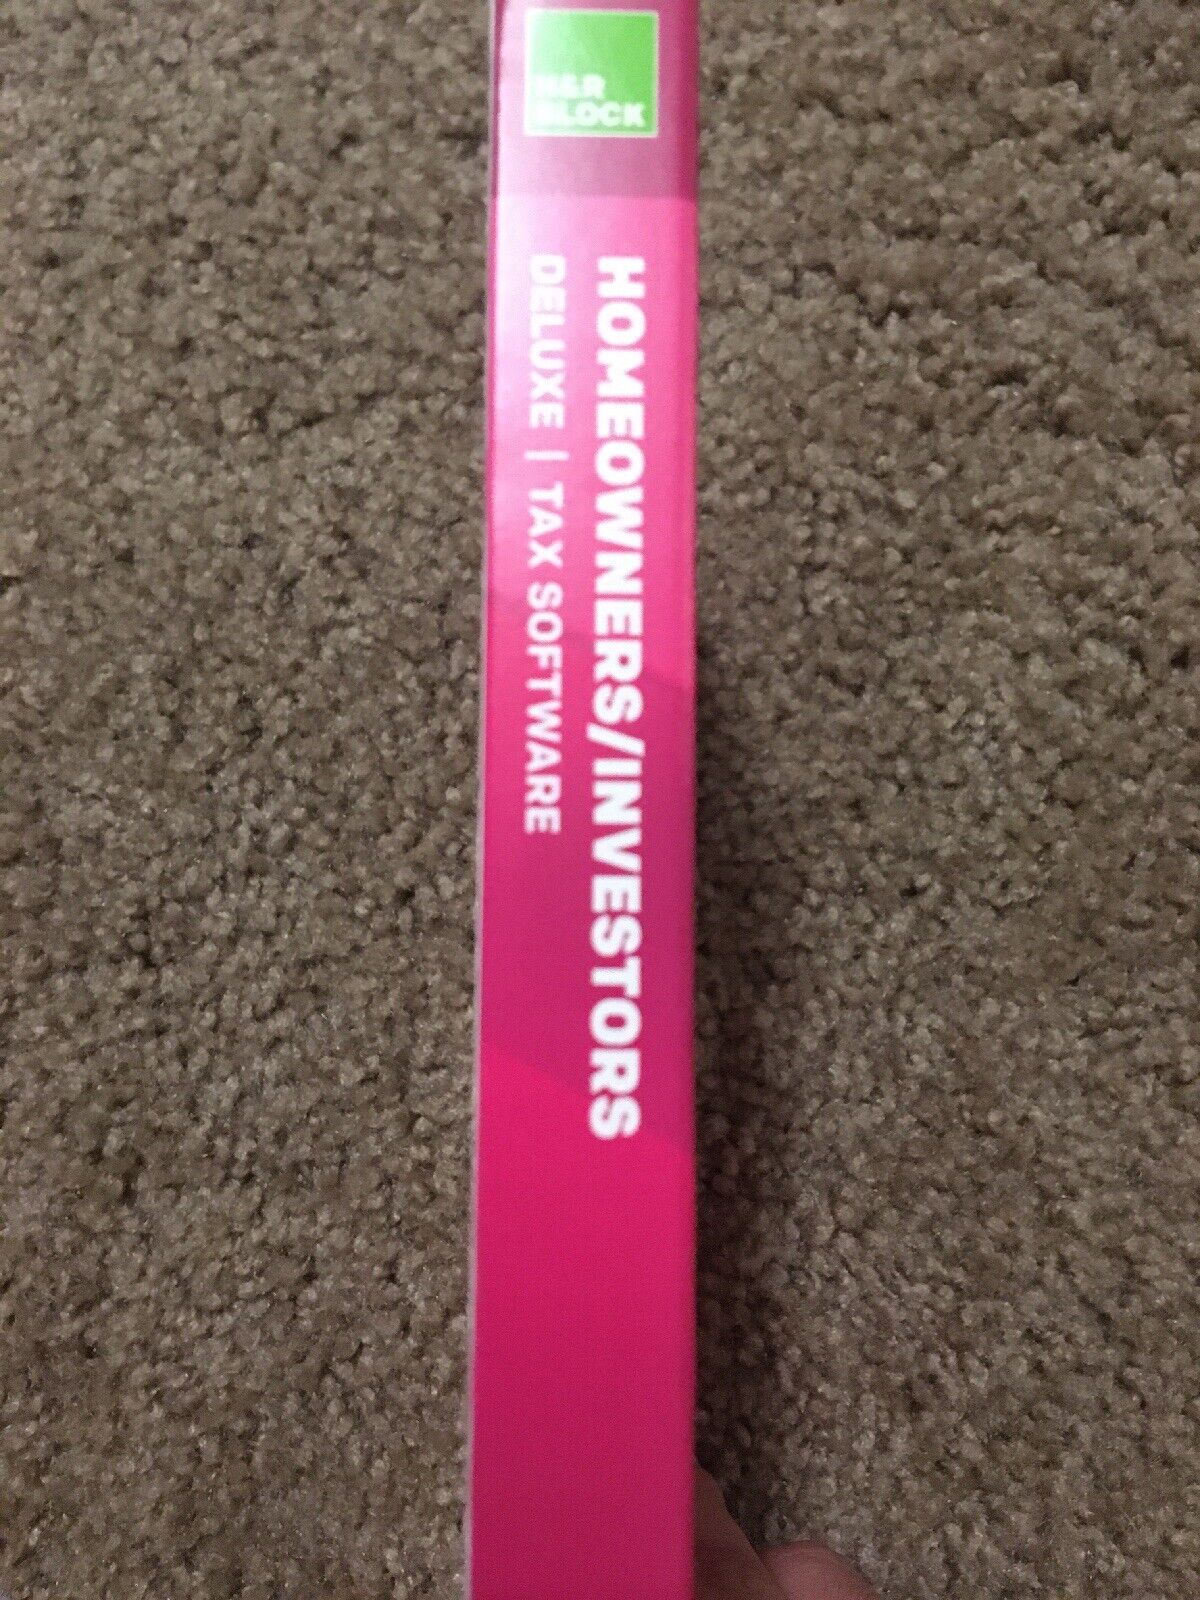 H&R
BLOCK
HOMEOWNERS/INVESTORS
DELUXE | TAX SOFTWARE